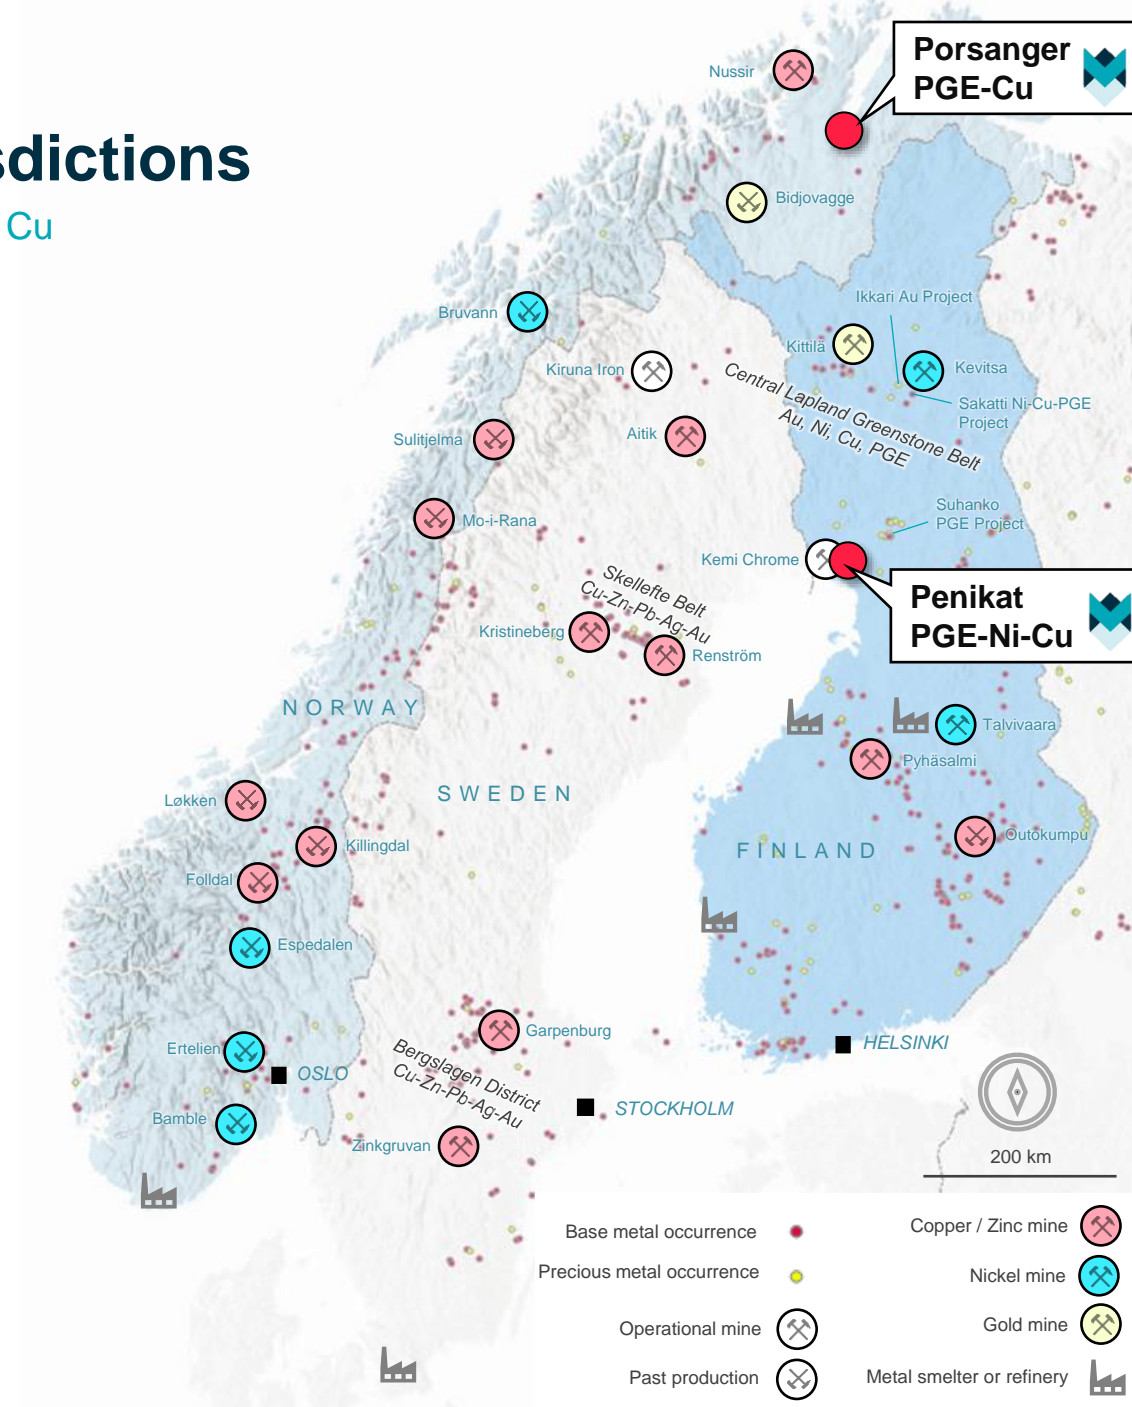 sdictions
Cu
Porsanger
PGE-Cu
Nussir
Bidjovagge
Ikkari Au Project
Bruvann
Kittilä
Kiruna Iron
Kevitsa
Central Lapland Greenstone Belt
Au, Ni, Cu, PGE
Sakatti Ni-Cu-PGE
Project
Sulitjelma
Aitik
Suhanko
PGE Project
Mo-i-Rana
Kemi Chrome
Skellefte Belt
Cu-Zn-Pb-Ag-Au
Penikat
PGE-Ni-Cu
Kristineberg
Renström
NORWAY
Talvivaara
Pyhäsalmi
SWEDEN
Løkken
Killingdal
Outokumpu
FINLAND
Folldal
Espedalen
Garpenburg
Ertelien
HELSINKI
Bergslagen District
Cu-Zn-Pb-Ag-Au
OSLO
STOCKHOLM
Bamble
Zinkgruvan
200 km
Base metal occurrence
Precious metal occurrence
Operational mine
Past production
Copper / Zinc mine
Nickel mine
Gold mine
Metal smelter or refinery